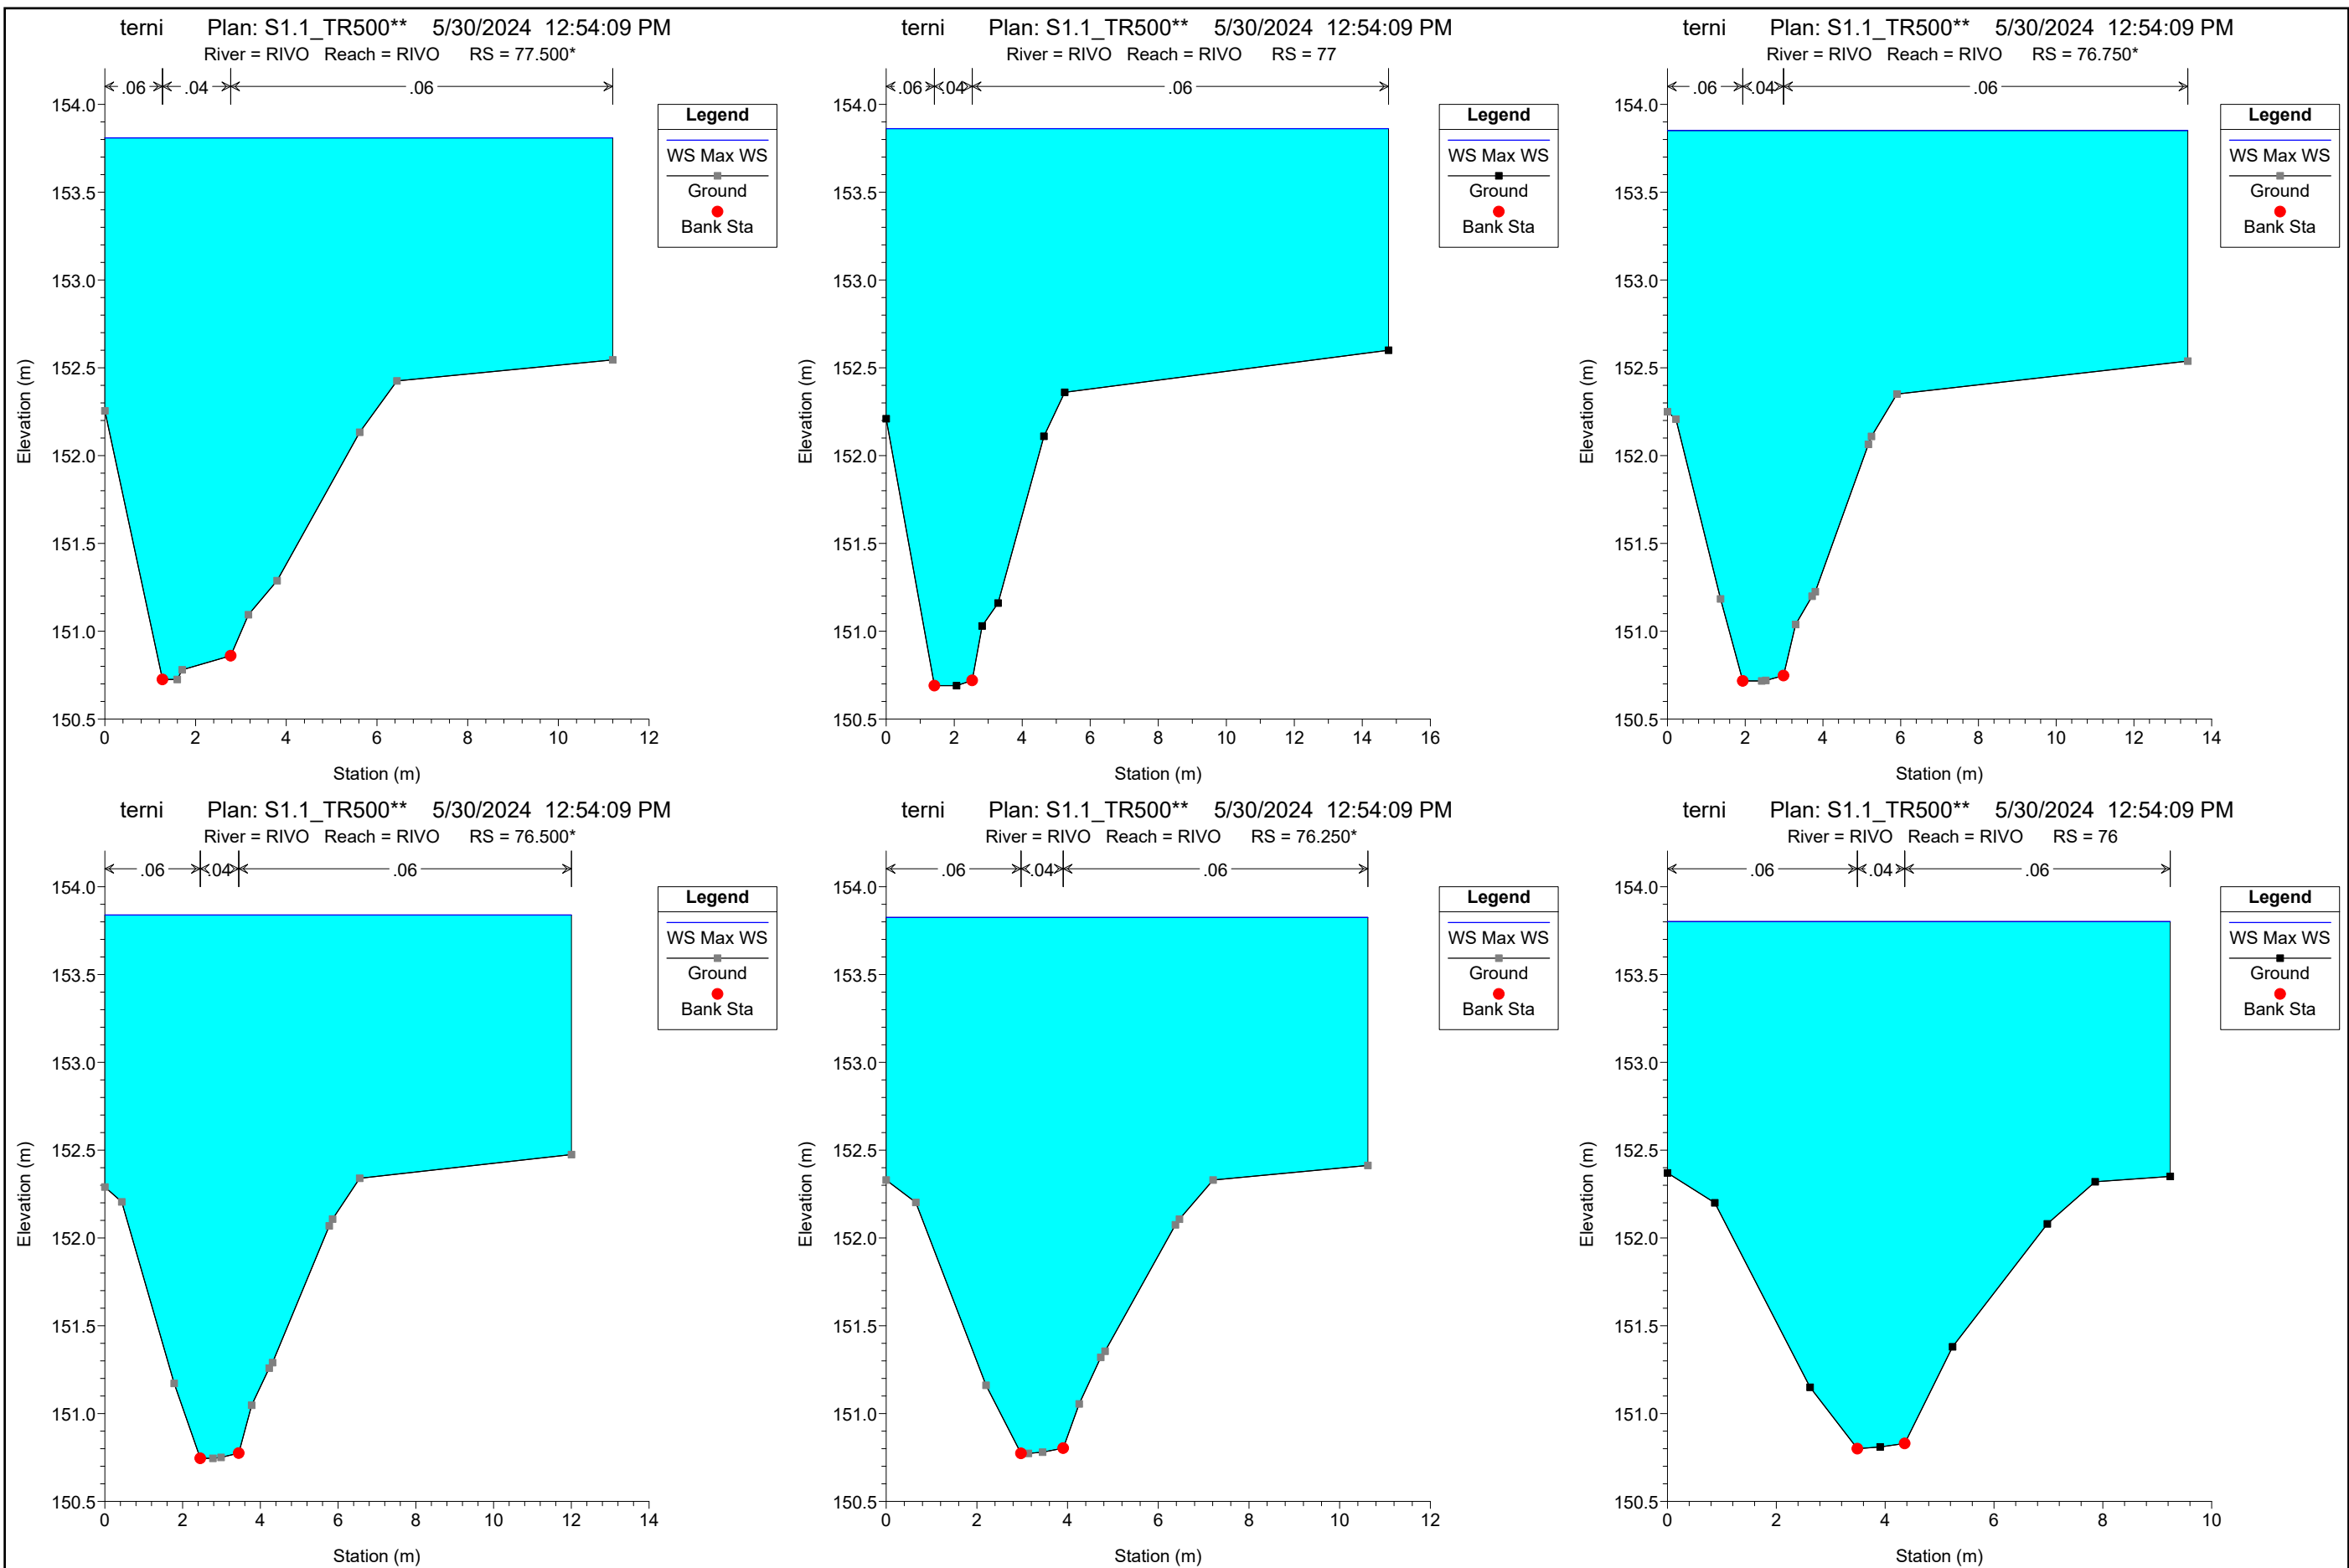 terni Plan: S1.1_TR500** 5/30/2024 12:54:09 PM
River = RIVO Reach = RIVO RS = 77.500*
.06 .04 .06
154.0
153.5
153.0
152.5
152.0
151.5
151.0
150.5
Elevation (m)
0 2 4 6 8 10 12
Station (m)
Legend
WS Max WS
Ground
Bank Sta
terni Plan: S1.1_TR500** 5/30/2024 12:54:09 PM
River = RIVO Reach = RIVO RS = 77
.06 .04 .06
154.0
153.5
153.0
152.5
152.0
151.5
151.0
150.5
Elevation (m)
0 2 4 6 8 10 12 14 16
Station (m)
Legend
WS Max WS
Ground
Bank Sta
terni Plan: S1.1_TR500** 5/30/2024 12:54:09 PM
River = RIVO Reach = RIVO RS = 76.750*
.06 .04 .06
154.0
153.5
153.0
152.5
152.0
151.5
151.0
150.5
Elevation (m)
0 2 4 6 8 10 12 14
Station (m)
Legend
WS Max WS
Ground
Bank Sta
terni Plan: S1.1_TR500** 5/30/2024 12:54:09 PM
River = RIVO Reach = RIVO RS = 76.500*
.06 .04 .06
154.0
153.5
153.0
152.5
152.0
151.5
151.0
150.5
Elevation (m)
0 2 4 6 8 10 12 14
Station (m)
Legend
WS Max WS
Ground
Bank Sta
terni Plan: S1.1_TR500** 5/30/2024 12:54:09 PM
River = RIVO Reach = RIVO RS = 76.250*
.06 .04 .06
154.0
153.5
153.0
152.5
152.0
151.5
151.0
150.5
Elevation (m)
0 2 4 6 8 10 12
Station (m)
Legend
WS Max WS
Ground
Bank Sta
terni Plan: S1.1_TR500** 5/30/2024 12:54:09 PM
River = RIVO Reach = RIVO RS = 76
.06 .04 .06
154.0
153.5
153.0
152.5
152.0
151.5
151.0
150.5
Elevation (m)
0 2 4 6 8 10
Station (m)
Legend
WS Max WS
Ground
Bank Sta